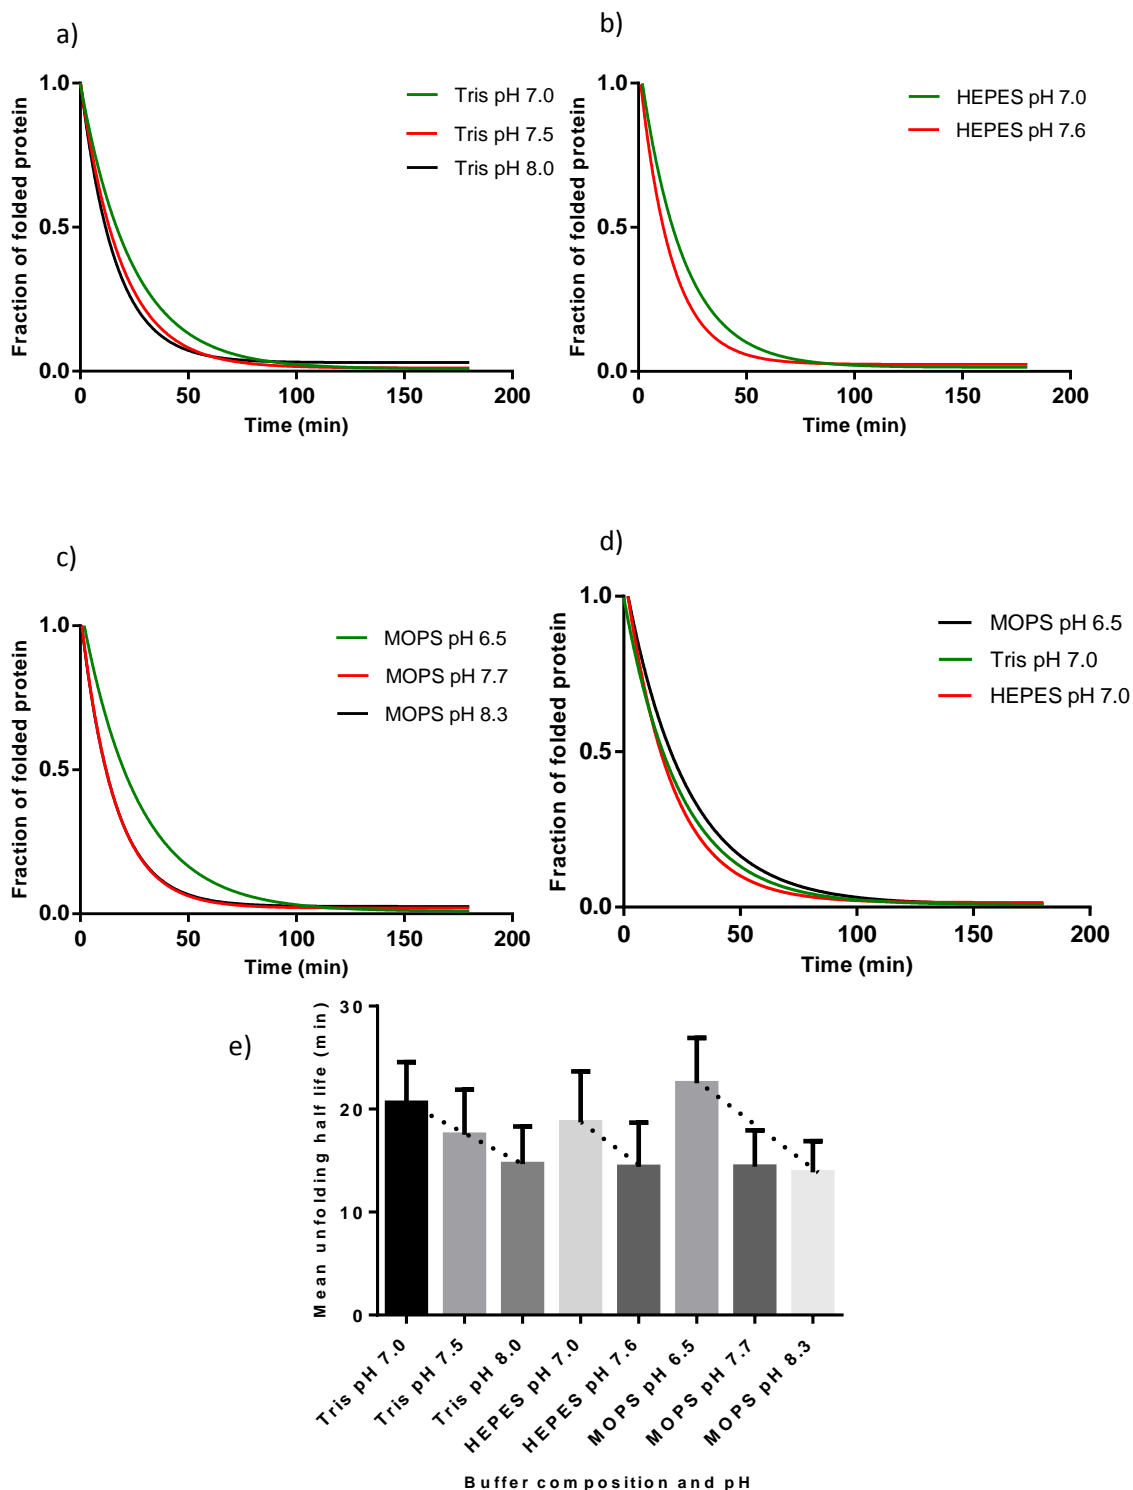 a)
1.0
0.5
0.0
Fraction of folded protein
Tris pH 7.0
Tris pH 7.5
Tris pH 8.0
0 50 100 150 200
Time (min)
b)
1.0
0.5
0.0
Fraction of folded protein
HEPES pH 7.0
HEPES pH 7.6
0 50 100 150 200
Time (min)
c)
1.0
0.5
0.0
Fraction of folded protein
MOPS pH 6.5
MOPS pH 7.7
MOPS pH 8.3
0 50 100 150 200
Time (min)
d)
1.0
0.5
0.0
Fraction of folded protein
MOPS pH 6.5
Tris pH 7.0
HEPES pH 7.0
0 50 100 150 200
Time (min)
e)
30
20
10
0
Mean unfolding half life (min)
Tris pH 7.0
Tris pH 7.5
Tris pH 8.0
HEPES pH 7.0
HEPES pH 7.6
MOPS pH 6.5
MOPS pH 7.7
MOPS pH 8.3
Buffer composition and pH